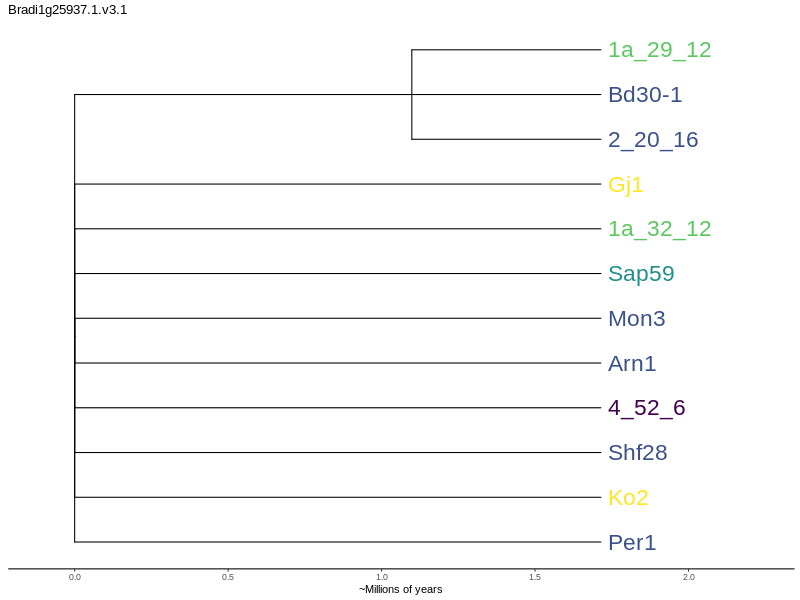 Bradi1g25937.1.v3.1
1a_29_12
Bd30-1
2_20_16
Gj1
1a_32_12
Sap59
Mon3
Arn1
4_52_6
Shf28
Ko2
Per1
0.0 0.5 1.0 1.5 2.0
~Millions of years